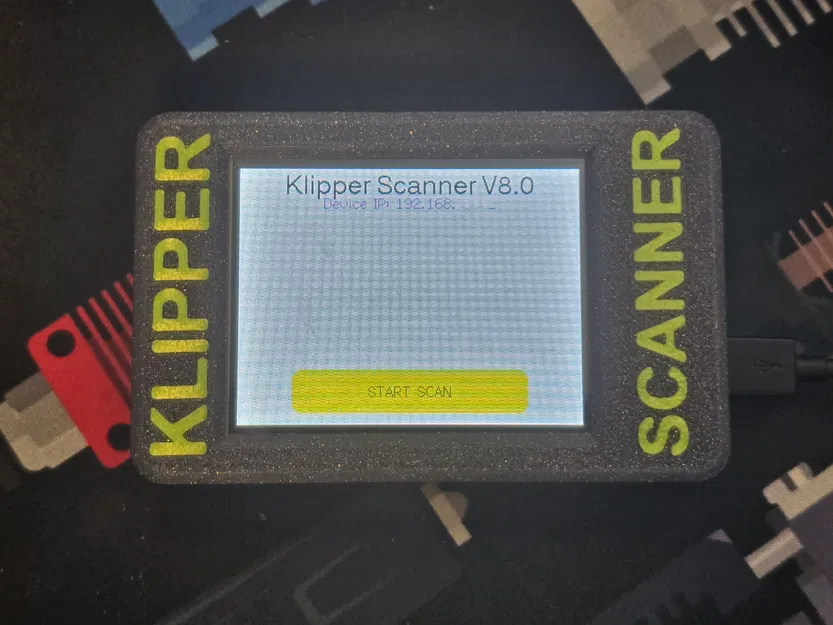 KLIPPER
Klipper Scanner V8.0
Device IP: 192.168.
START SCAN
SCANNER